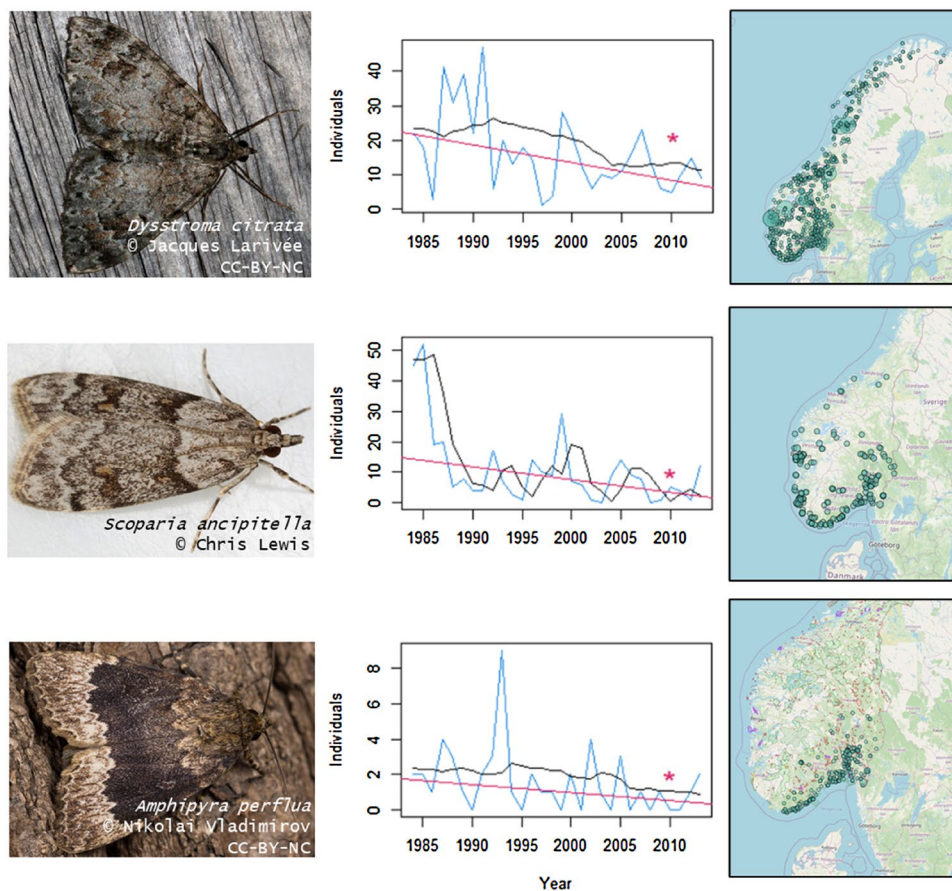 Dysstroma citrata
© Jacques Larivée
CC-BY-NC
Individuals
40
30
20
10
0
*
1985 1990 1995 2000 2005 2010
Scoparia ancipitella
© Chris Lewis
Individuals
50
40
30
20
10
0
*
1985 1990 1995 2000 2005 2010
Sverige
Göteborg
Danmark
Amphipyra perflua
© Nikolai Vladimirov
CC-BY-NC
Individuals
8
6
4
2
0
*
1985 1990 1995 2000 2005 2010
Year
Göteborg